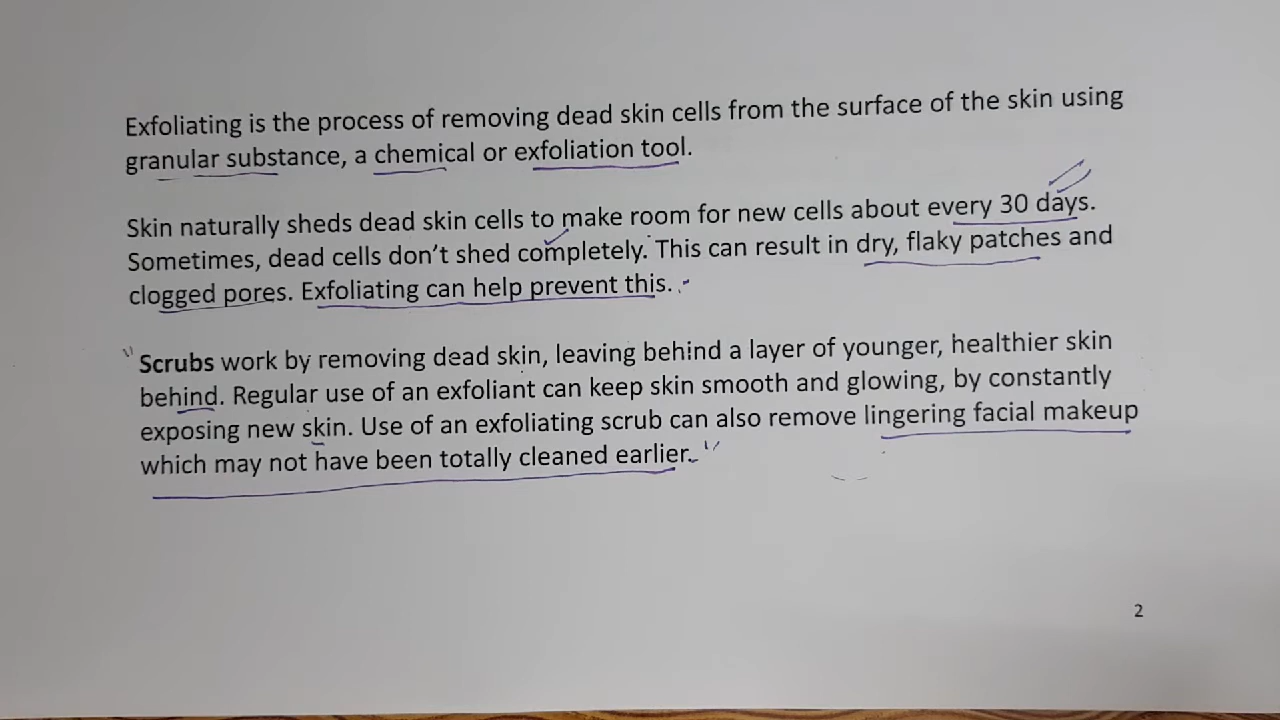 Exfoliating is the process of removing dead skin cells from the surface of the skin using
granular substance, a chemical or exfoliation tool.
Skin naturally sheds dead skin cells to make room for new cells about every 30 days.
Sometimes, dead cells don't shed completely. This can result in dry, flaky patches and
clogged pores. Exfoliating can help prevent this.
Scrubs work by removing dead skin, leaving behind a layer of younger, healthier skin
behind. Regular use of an exfoliant can keep skin smooth and glowing, by constantly
exposing new skin. Use of an exfoliating scrub can also remove lingering facial makeup
which may not have been totally cleaned earlier.
2